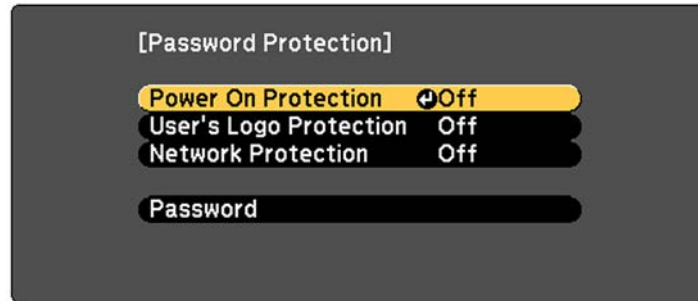 [Password Protection]
Power On Protection Off
User's Logo Protection Off
Network Protection Off
Password